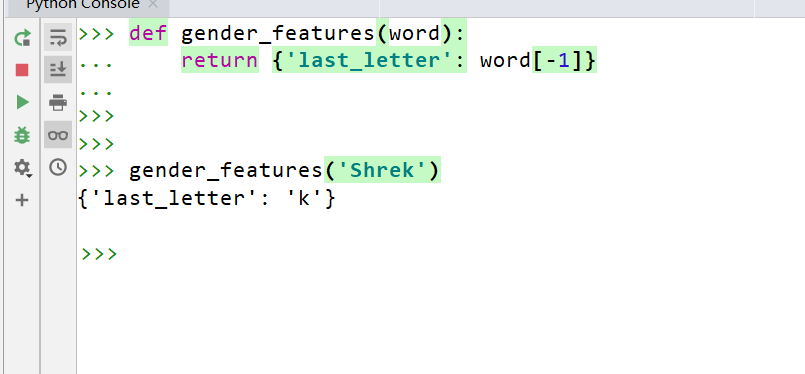 Python Console ×
>>> def gender_features(word):
...     return {'last_letter': word[-1]}
...
>>>
>>>
>>> gender_features('Shrek')
{'last_letter': 'k'}
>>>